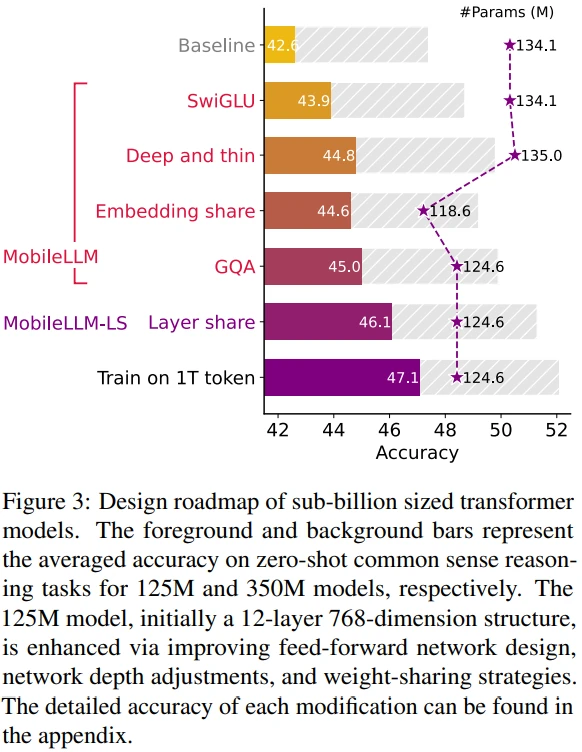 #Params (M)
Baseline 42.6 134.1
SwiGLU 43.9 134.1
Deep and thin 44.8 135.0
Embedding share 44.6 118.6
MobileLLM
GQA 45.0 124.6
MobileLLM-LS Layer share 46.1 124.6
Train on 1T token 47.1 124.6
42 44 46 48 50 52
Accuracy
Figure 3: Design roadmap of sub-billion sized transformer
models. The foreground and background bars represent
the averaged accuracy on zero-shot common sense reason-
ing tasks for 125M and 350M models, respectively. The
125M model, initially a 12-layer 768-dimension structure,
is enhanced via improving feed-forward network design,
network depth adjustments, and weight-sharing strategies.
The detailed accuracy of each modification can be found in
the appendix.